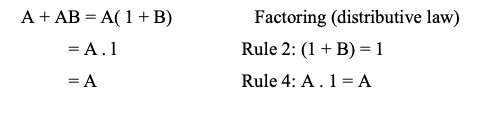 A + AB = A( 1 + B) Factoring (distributive law)
= A . 1 Rule 2: (1 + B) = 1
= A Rule 4: A . 1 = A